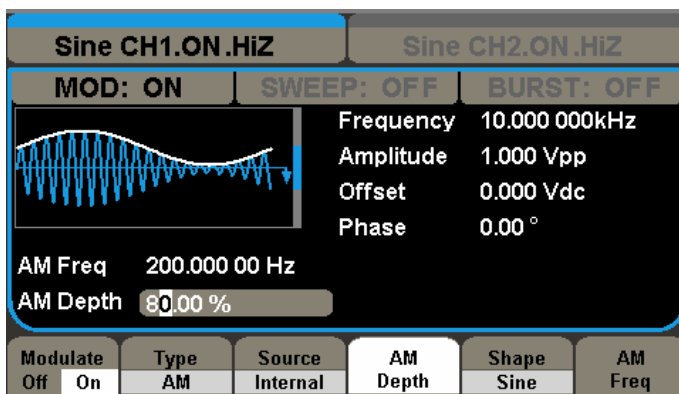 Sine CH1.ON.HiZ Sine CH2.ON.HiZ
MOD: ON SWEEP: OFF BURST: OFF
Frequency 10.000 000kHz
Amplitude 1.000 Vpp
Offset 0.000 Vdc
Phase 0.00 °
AM Freq 200.000 00 Hz
AM Depth 80.00 %
Modulate Type Source AM Shape AM
Off On AM Internal Depth Sine Freq